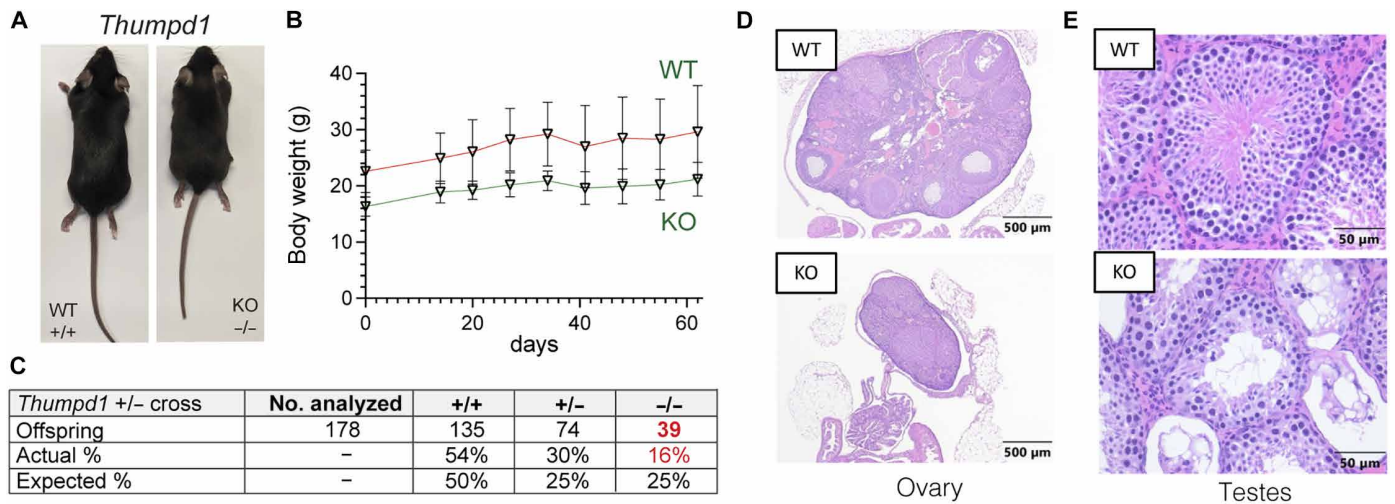 A
Thumpd1
WT
+/+
KO
–/–
B
Body weight (g)
40
30
20
10
0
0
20
40
60
days
WT
KO
C
Thumpd1 +/– cross No. analyzed +/+ +/– –/–
Offspring 178 135 74 39
Actual % – 54% 30% 16%
Expected % – 50% 25% 25%
D
WT
500 µm
KO
500 µm
Ovary
E
WT
50 µm
KO
50 µm
Testes